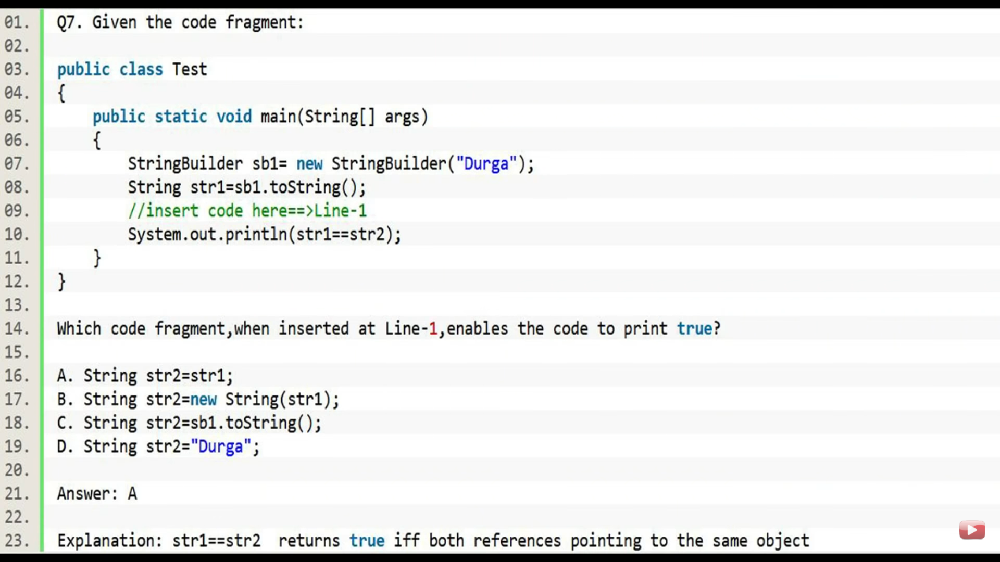 01. Q7. Given the code fragment:
02.
03. public class Test
04. {
05. public static void main(String[] args)
06. {
07. StringBuilder sb1= new StringBuilder("Durga");
08. String str1=sb1.toString();
09. //insert code here==>Line-1
10. System.out.println(str1==str2);
11. }
12. }
13.
14. Which code fragment,when inserted at Line-1,enables the code to print true?
15.
16. A. String str2=str1;
17. B. String str2=new String(str1);
18. C. String str2=sb1.toString();
19. D. String str2="Durga";
20.
21. Answer: A
22.
23. Explanation: str1==str2  returns true iff both references pointing to the same object